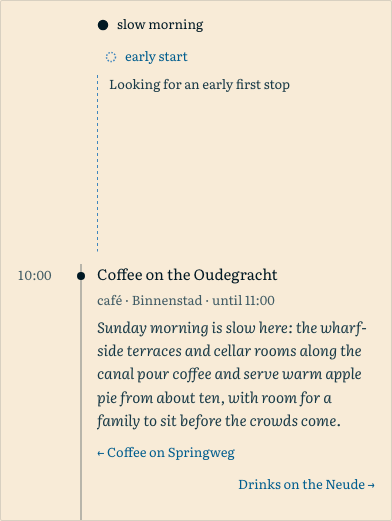 slow morning
early start
Looking for an early first stop
10:00
Coffee on the Oudegracht
café · Binnenstad · until 11:00
Sunday morning is slow here: the wharf-
side terraces and cellar rooms along the
canal pour coffee and serve warm apple
pie from about ten, with room for a
family to sit before the crowds come.
← Coffee on Springweg
Drinks on the Neude →